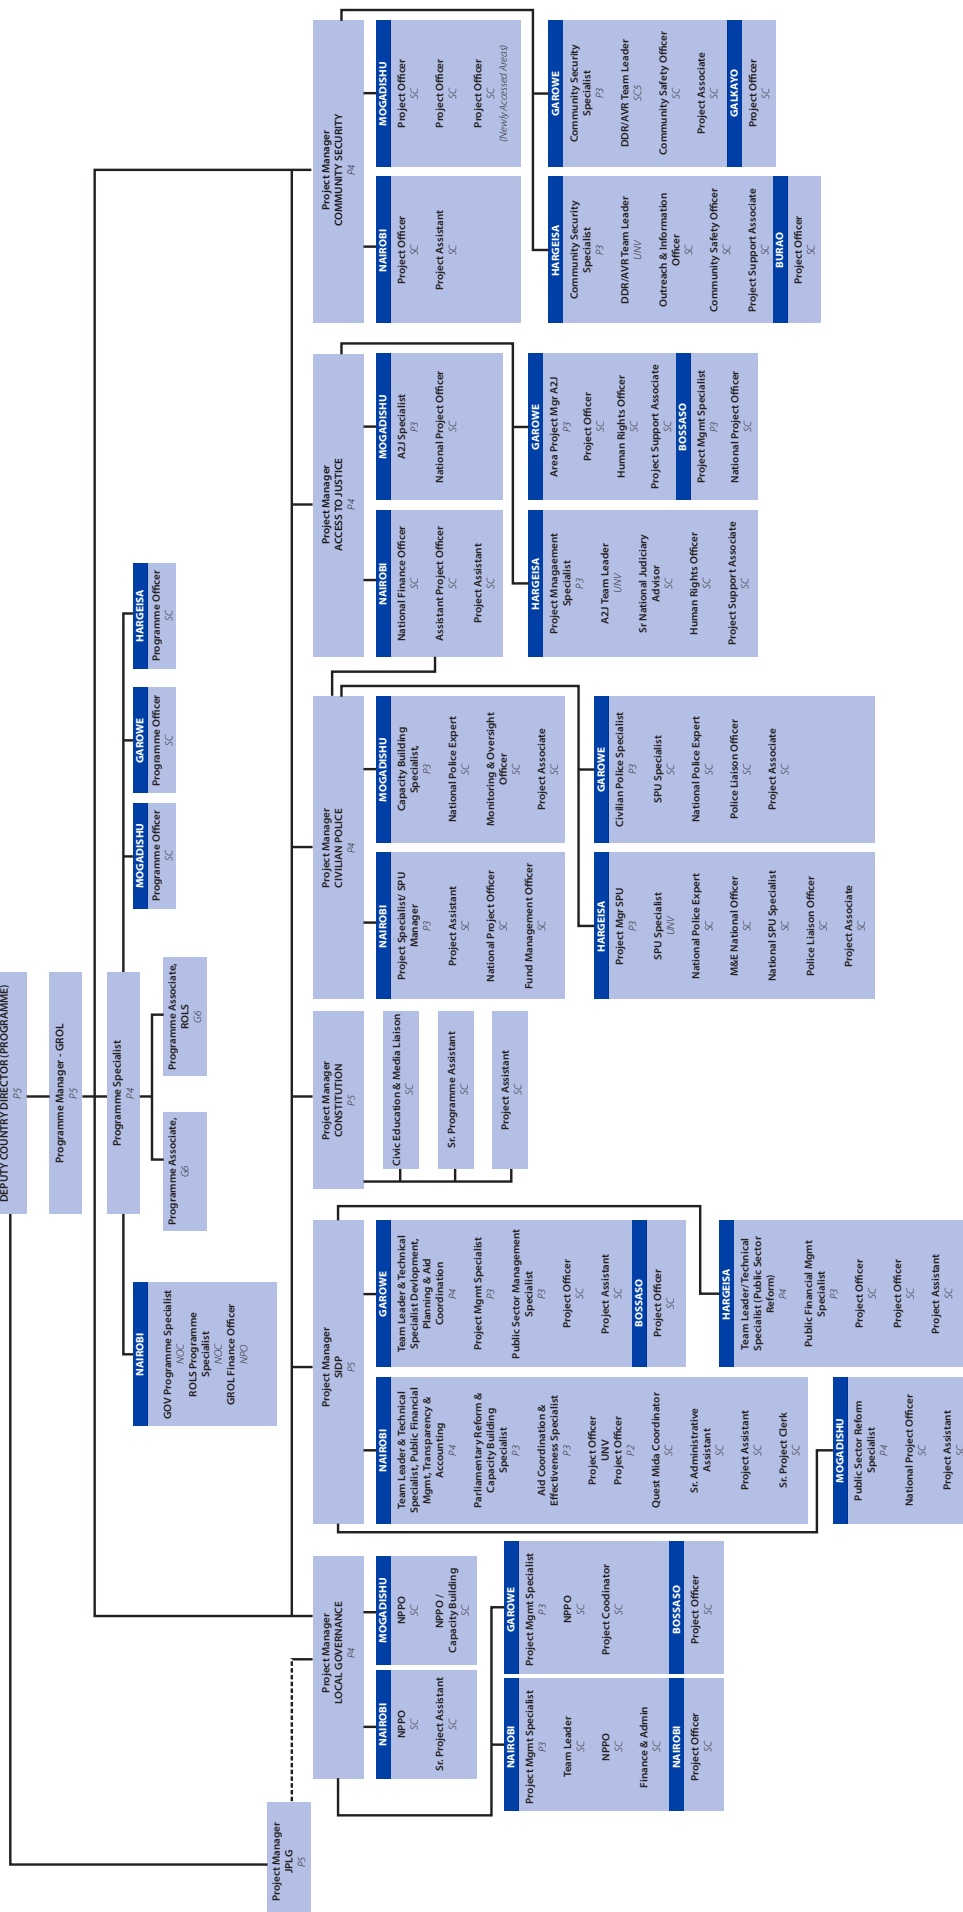 DEPUTY COUNTRY DIRECTOR (PROGRAMME)
P5
Programme Manager - GROL
P5
Programme Specialist
P4
NAIROBI
GOV Programme Specialist
NOC
ROLS Programme
Specialist
NOC
GROL Finance Officer
NPO
Programme Associate,
G6
Programme Associate,
ROLS
G6
MOGADISHU
Programme Officer
SC
GAROWE
Programme Officer
SC
HARGEISA
Programme Officer
SC
Project Manager
JPLG
P5
Project Manager
LOCAL GOVERNANCE
P4
NAIROBI
NPPO
SC
Sr. Project Assistant
SC
MOGADISHU
NPPO
SC
NPPO /
Capacity Building
SC
NAIROBI
Project Mgmt Specialist
P3
Team Leader
SC
NPPO
SC
Finance & Admin
SC
NAIROBI
Project Officer
SC
GAROWE
Project Mgmt Specialist
P3
NPPO
SC
Project Coodinator
SC
BOSSASO
Project Officer
SC
Project Manager
SIDP
P5
NAIROBI
Team Leader & Technical
Specialist, Public Financial
Mgmt, Transparency &
Accounting
P4
Parliamentary Reform &
Capacity Building
Specialist
P3
Aid Coordination &
Effectiveness Specialist
P3
Project Officer
UNV
Project Officer
P2
Quest Mida Coordinator
SC
Sr. Administrative
Assistant
SC
Project Assistant
SC
Sr. Project Clerk
SC
GAROWE
Team Leader & Technical
Specialist Devlopment,
Planning & Aid
Coordination
P4
Project Mgmt Specialist
P3
Public Sector Management
Specialist
P3
Project Officer
SC
Project Assistant
SC
BOSSASO
Project Officer
SC
MOGADISHU
Public Sector Reform
Specialist
P4
National Project Officer
SC
Project Assistant
SC
HARGEISA
Team Leader/Technical
Specialist (Public Sector
Reform)
P4
Public Financial Mgmt
Specialist
P3
Project Officer
SC
Project Officer
SC
Project Assistant
SC
Project Manager
CONSTITUTION
P5
Civic Education & Media Liaison
SC
Sr. Programme Assistant
SC
Project Assistant
SC
Project Manager
CIVILIAN POLICE
P4
NAIROBI
Project Specialist/ SPU
Manager
P3
Project Assistant
SC
National Project Officer
SC
Fund Management Officer
SC
MOGADISHU
Capacity Building
Specialist,
P3
National Police Expert
SC
Monitoring & Oversight
Officer
SC
Project Associate
SC
HARGEISA
Project Mgr SPU
P3
SPU Specialist
UNV
National Police Expert
SC
M&E National Officer
SC
National SPU Specialist
SC
Police Liaison Officer
SC
Project Associate
SC
GAROWE
Civilian Police Specialist
P3
SPU Specialist
SC
National Police Expert
SC
Police Liaison Officer
SC
Project Associate
SC
Project Manager
ACCESS TO JUSTICE
P4
NAIROBI
National Finance Officer
SC
Assistant Project Officer
SC
Project Assistant
SC
MOGADISHU
A2J Specialist
P3
National Project Officer
SC
HARGEISA
Project Mnagaement
Specialist
P3
A2J Team Leader
UNV
Sr National Judiciary
Advisor
SC
Human Rights Officer
SC
Project Support Associate
SC
GAROWE
Area Project Mgr A2J
P3
Project Officer
SC
Human Rights Officer
SC
Project Support Associate
SC
BOSSASO
Project Mgmt Specialist
P3
National Project Officer
SC
Project Manager
COMMUNITY SECURITY
P4
NAIROBI
Project Officer
SC
Project Assistant
SC
MOGADISHU
Project Officer
SC
Project Officer
SC
Project Officer
SC
(Newly Accessed Areas)
HARGEISA
Community Security
Specialist
P3
DDR/AVR Team Leader
UNV
Outreach & Information
Officer
SC
Community Safety Officer
SC
Project Support Associate
SC
BURAO
Project Officer
SC
GAROWE
Community Security
Specialist
P3
DDR/AVR Team Leader
SC5
Community Safety Officer
SC
Project Associate
SC
GALKAYO
Project Officer
SC